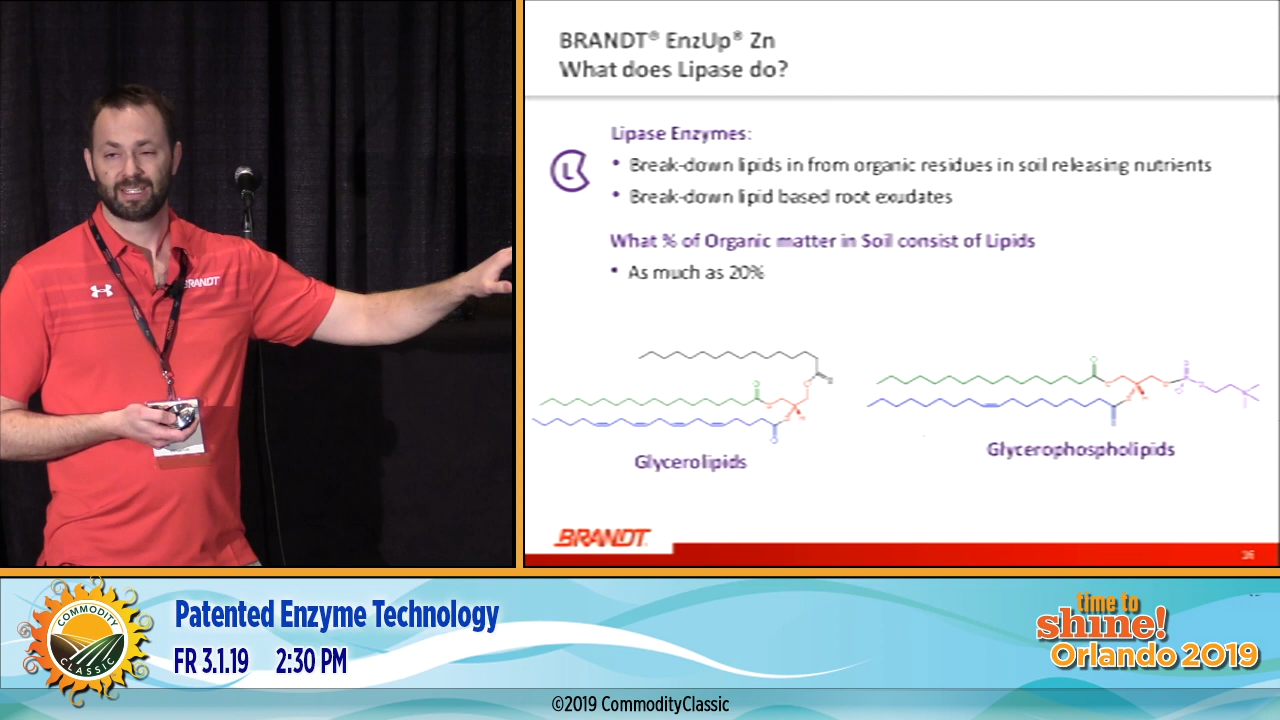 BRANDT
BRANDT® EnzUp® Zn
What does Lipase do?
L
Lipase Enzymes:
• Break-down lipids in from organic residues in soil releasing nutrients
• Break-down lipid based root exudates
What % of Organic matter in Soil consist of Lipids
• As much as 20%
Glycerolipids
Glycerophospholipids
BRANDT
16
COMMODITY
CLASSIC
Patented Enzyme Technology
FR 3.1.19 2:30 PM
time to
shine!
Orlando 2019
©2019 CommodityClassic